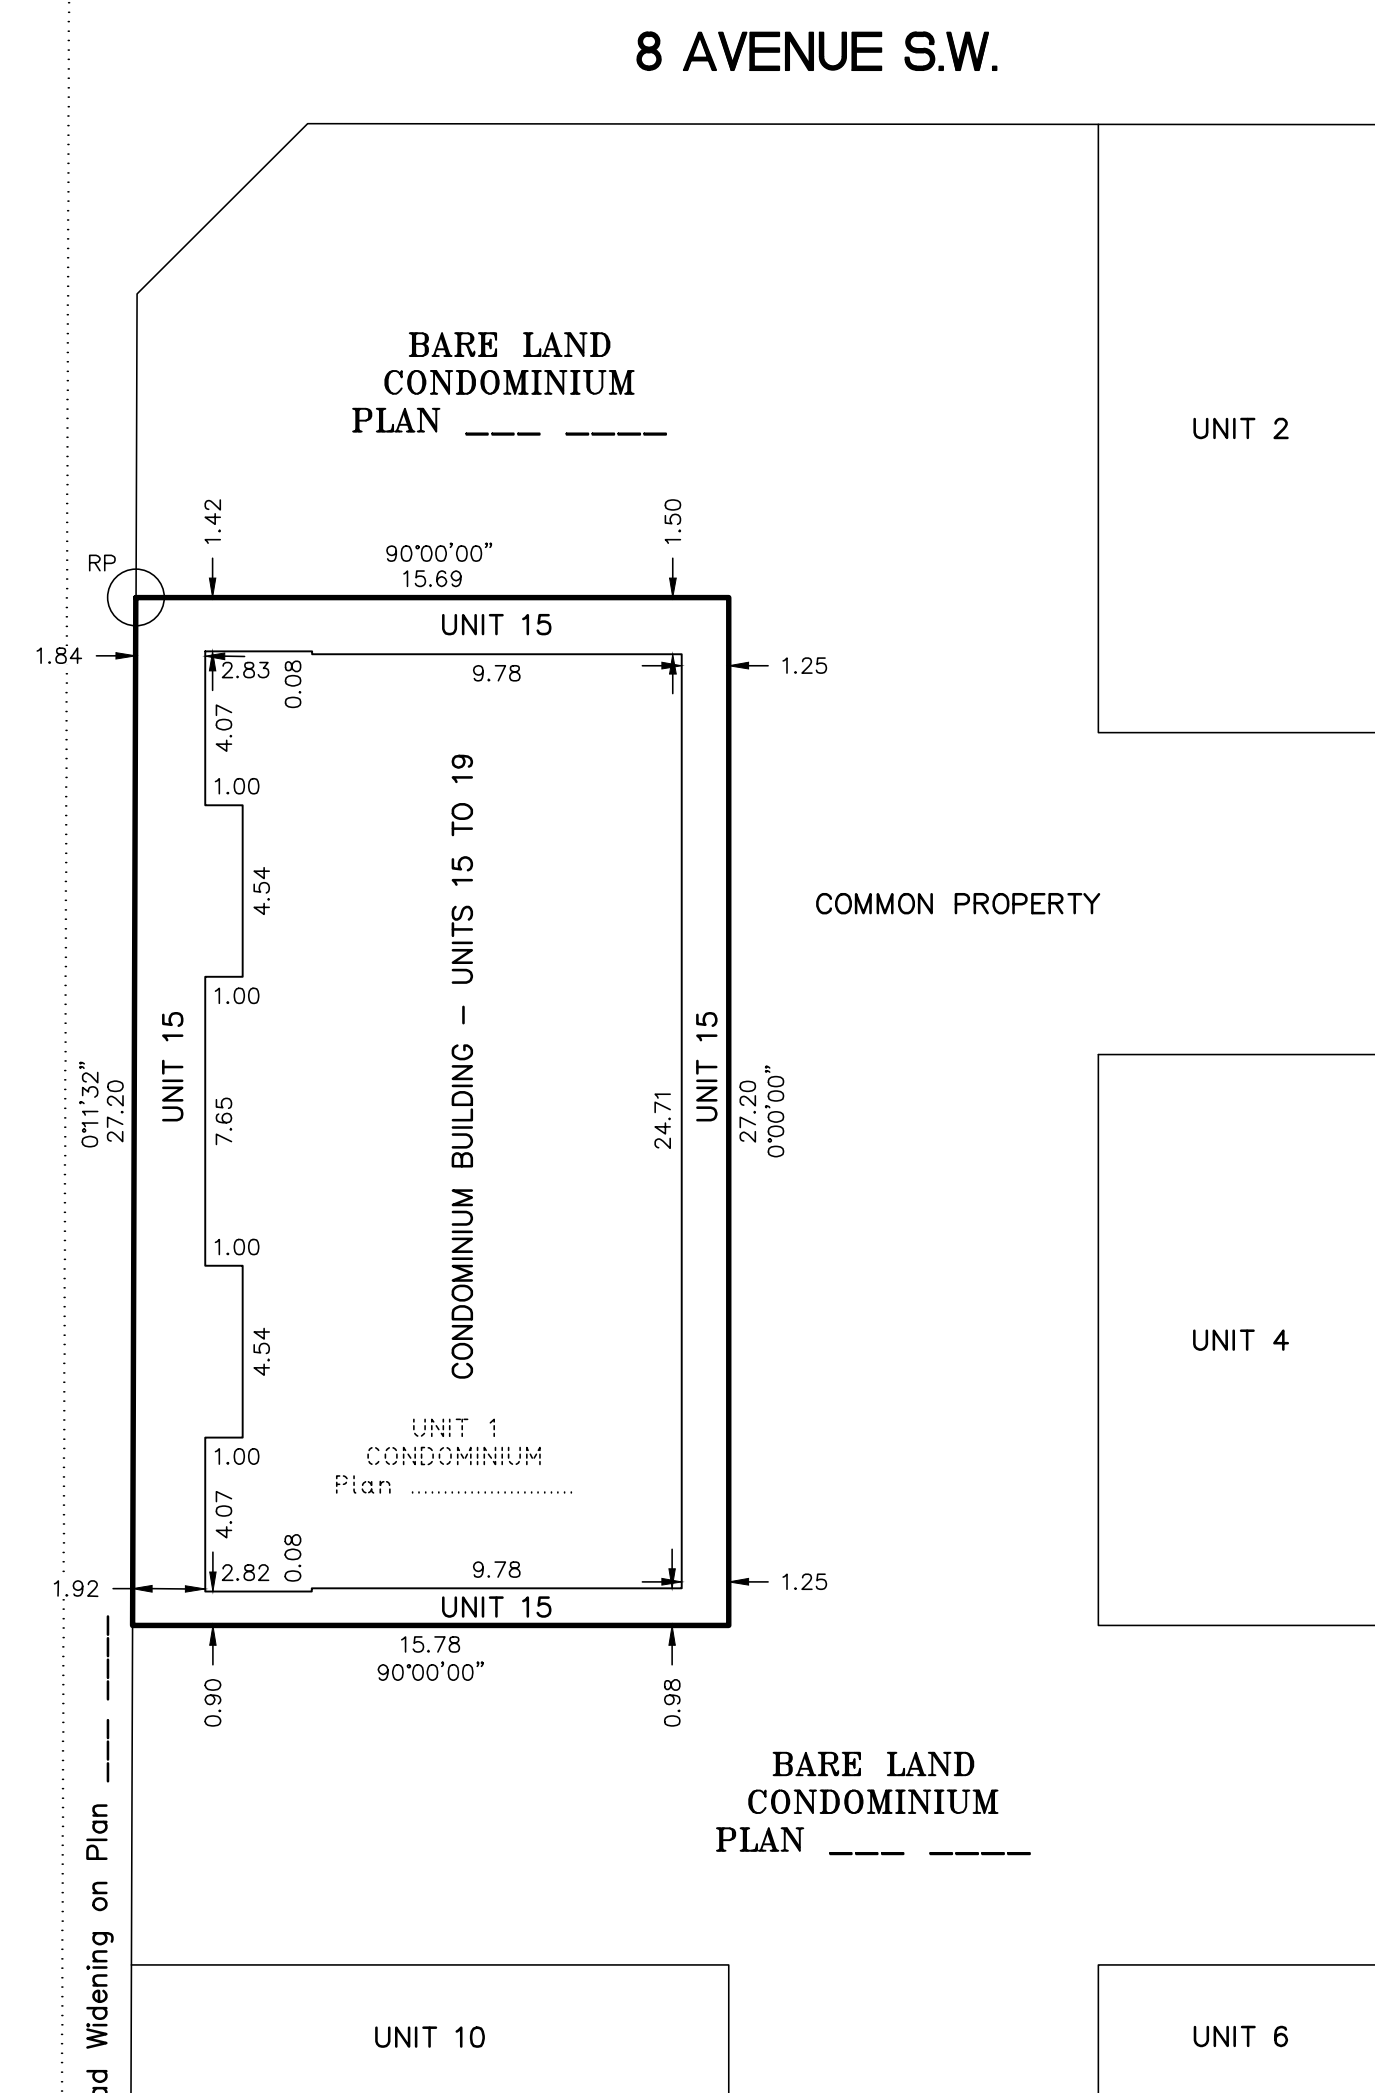 8 AVENUE S.W.
BARE LAND
CONDOMINIUM
PLAN ___ ____
UNIT 2
1.42
1.50
90°00'00"
15.69
RP
UNIT 15
1.84
2.83
0.08
9.78
1.25
4.07
1.00
4.54
1.00
COMMON PROPERTY
CONDOMINIUM BUILDING - UNITS 15 TO 19
UNIT 15
0°11'32"
27.20
7.65
24.71
UNIT 15
27.20
0°00'00"
1.00
4.54
UNIT 4
1.00
UNIT 1
CONDOMINIUM
Plan ........................
4.07
2.82
0.08
9.78
1.92
1.25
UNIT 15
15.78
90°00'00"
0.90
0.98
BARE LAND
CONDOMINIUM
PLAN ___ ____
ad Widening on Plan ___ ____
UNIT 10
UNIT 6